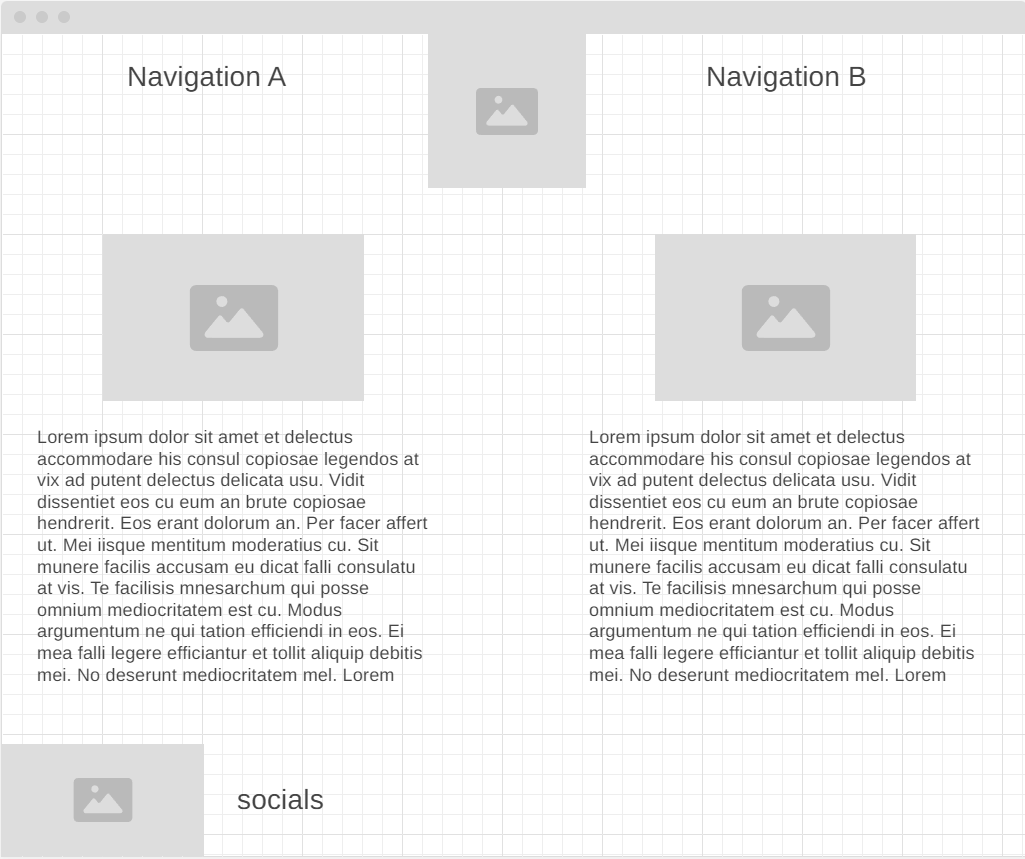 Navigation A
Navigation B
Lorem ipsum dolor sit amet et delectus
accommodare his consul copiosae legendos at
vix ad putent delectus delicata usu. Vidit
dissentiet eos cu eum an brute copiosae
hendrerit. Eos erant dolorum an. Per facer affert
ut. Mei iisque mentitum moderatius cu. Sit
munere facilis accusam eu dicat falli consulatu
at vis. Te facilisis mnesarchum qui posse
omnium mediocritatem est cu. Modus
argumentum ne qui tation efficiendi in eos. Ei
mea falli legere efficiantur et tollit aliquip debitis
mei. No deserunt mediocritatem mel. Lorem
Lorem ipsum dolor sit amet et delectus
accommodare his consul copiosae legendos at
vix ad putent delectus delicata usu. Vidit
dissentiet eos cu eum an brute copiosae
hendrerit. Eos erant dolorum an. Per facer affert
ut. Mei iisque mentitum moderatius cu. Sit
munere facilis accusam eu dicat falli consulatu
at vis. Te facilisis mnesarchum qui posse
omnium mediocritatem est cu. Modus
argumentum ne qui tation efficiendi in eos. Ei
mea falli legere efficiantur et tollit aliquip debitis
mei. No deserunt mediocritatem mel. Lorem
socials